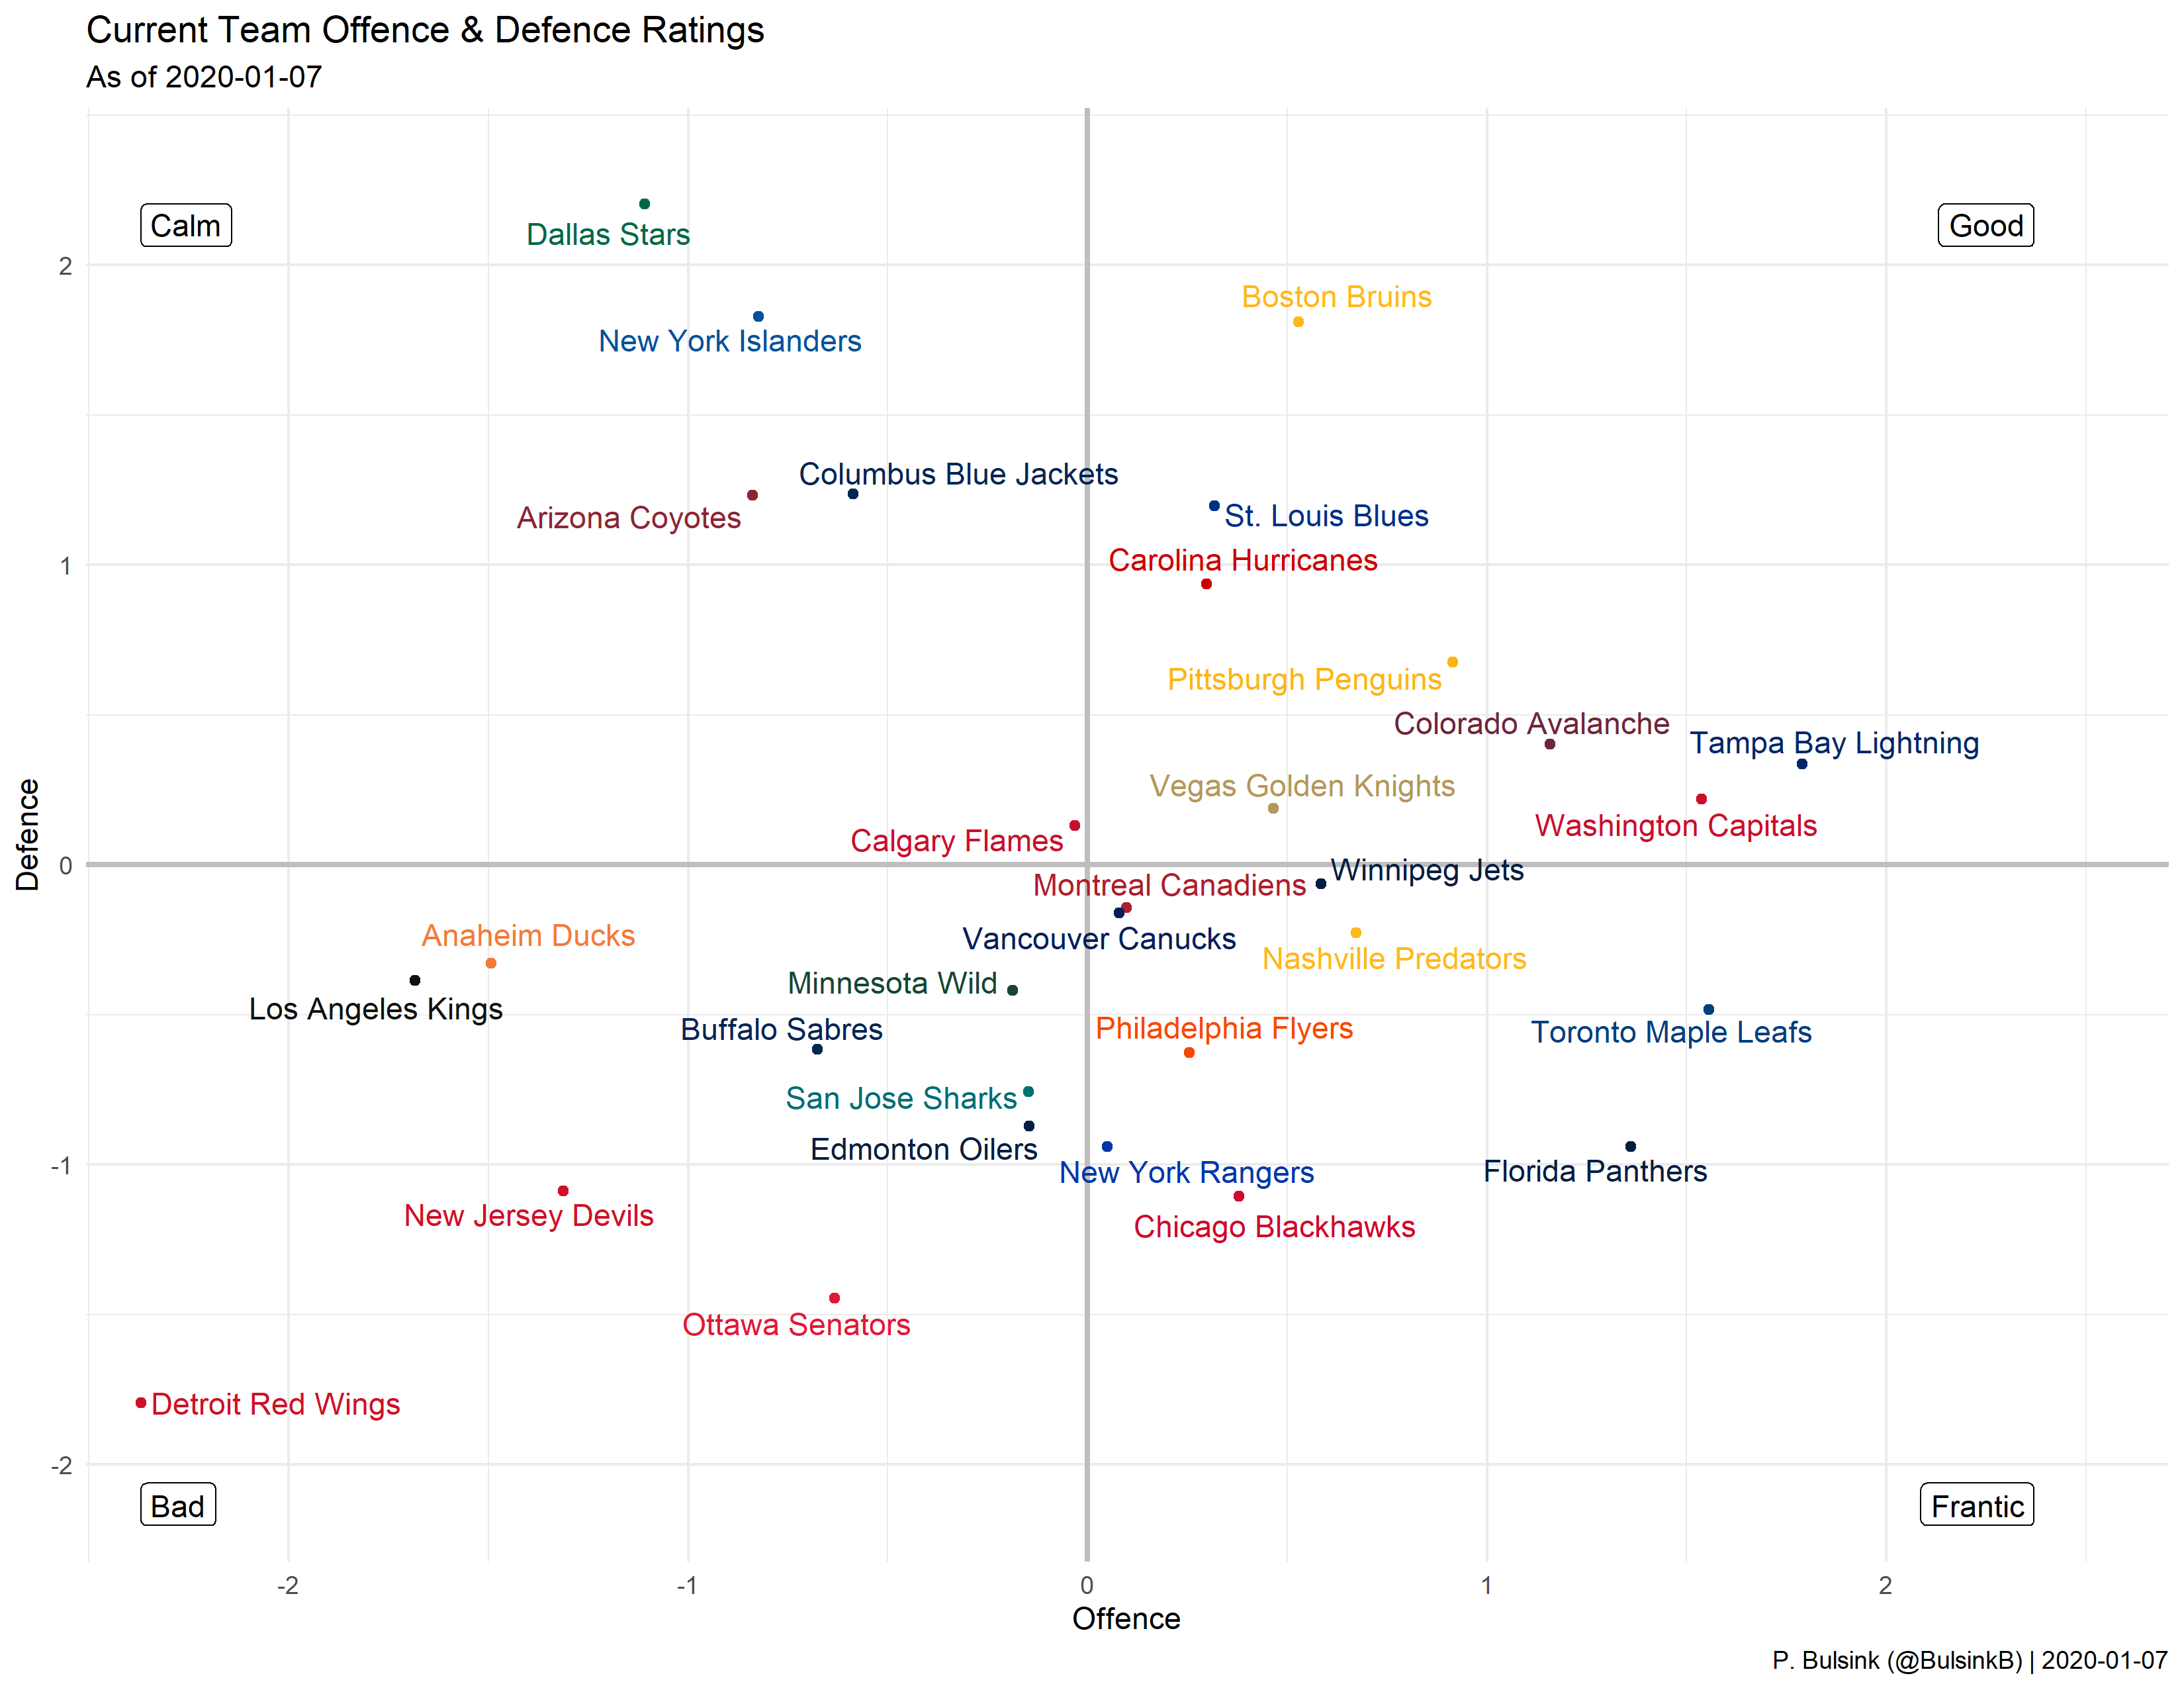 Current Team Offence & Defence Ratings
As of 2020-01-07
Calm
Good
Dallas Stars
2
Boston Bruins
New York Islanders
Columbus Blue Jackets
Arizona Coyotes
St. Louis Blues
Carolina Hurricanes
1
Pittsburgh Penguins
Colorado Avalanche
Tampa Bay Lightning
Vegas Golden Knights
Washington Capitals
Calgary Flames
Defence
0
Winnipeg Jets
Montreal Canadiens
Anaheim Ducks
Vancouver Canucks
Nashville Predators
Minnesota Wild
Los Angeles Kings
Buffalo Sabres
Philadelphia Flyers
Toronto Maple Leafs
San Jose Sharks
Edmonton Oilers
-1
New York Rangers
Florida Panthers
New Jersey Devils
Chicago Blackhawks
Ottawa Senators
Detroit Red Wings
-2
Bad
Frantic
-2
-1
0
1
2
Offence
P. Bulsink (@BulsinkB) | 2020-01-07